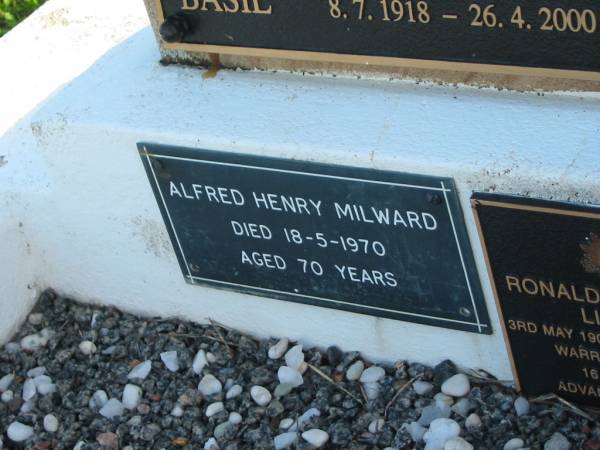 BASIL 8.7.1918 – 26.4.2000
ALFRED HENRY MILWARD
DIED 18-5-1970
AGED 70 YEARS
RONALD
3RD MAY
16